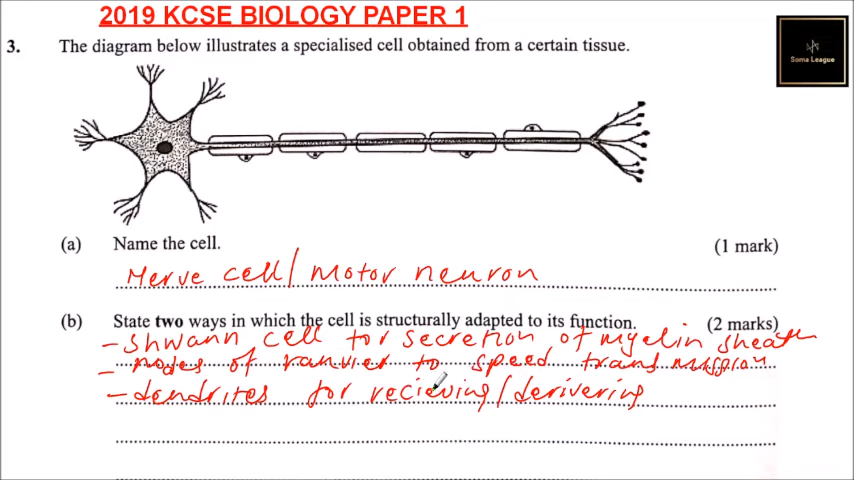 2019 KCSE BIOLOGY PAPER 1
Soma League
3. The diagram below illustrates a specialised cell obtained from a certain tissue.
(a) Name the cell. (1 mark)
Nerve cell/motor neuron
(b) State two ways in which the cell is structurally adapted to its function. (2 marks)
- Shwann cell for secretion of myelin sheath
- nodes of ranvier to speed transmission
- dendrites for recieving/derivering